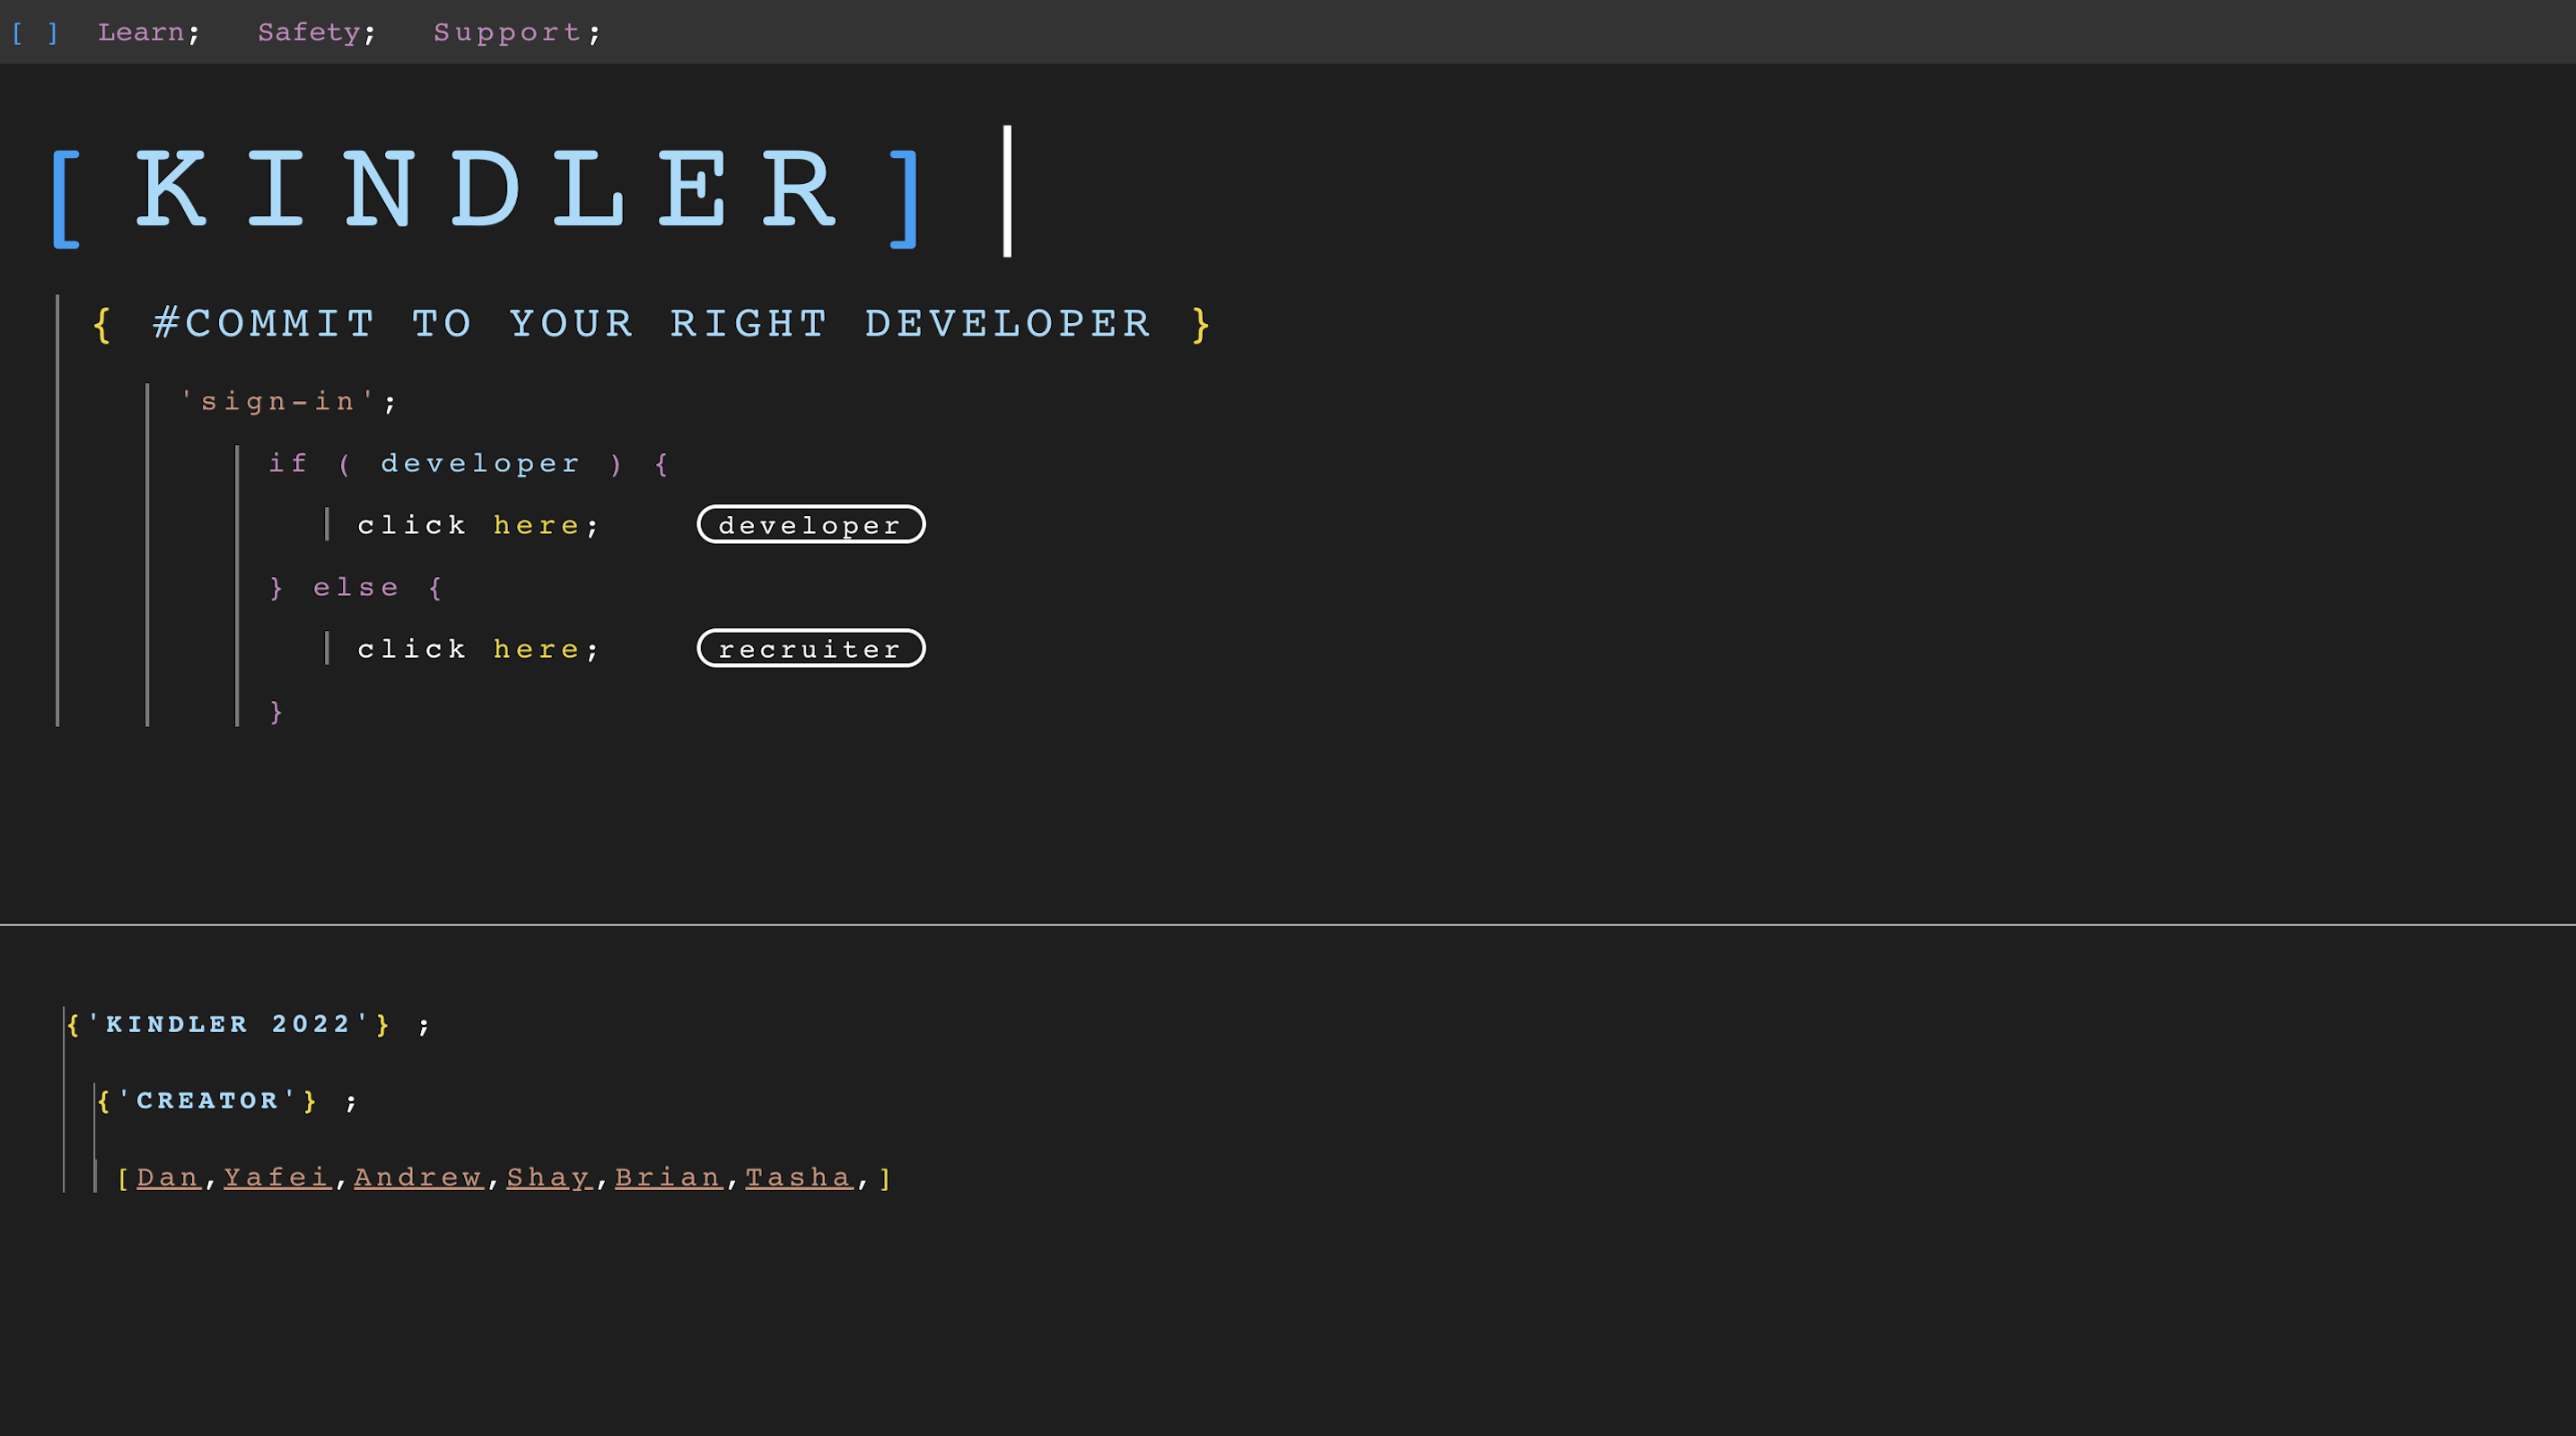 [ ] Learn; Safety; Support;
[ KINDLER ]
{ #COMMIT TO YOUR RIGHT DEVELOPER }
'sign-in';
if ( developer ) {
click here; developer
} else {
click here; recruiter
}
{'KINDLER 2022'} ;
{'CREATOR'} ;
[Dan,Yafei,Andrew,Shay,Brian,Tasha,]